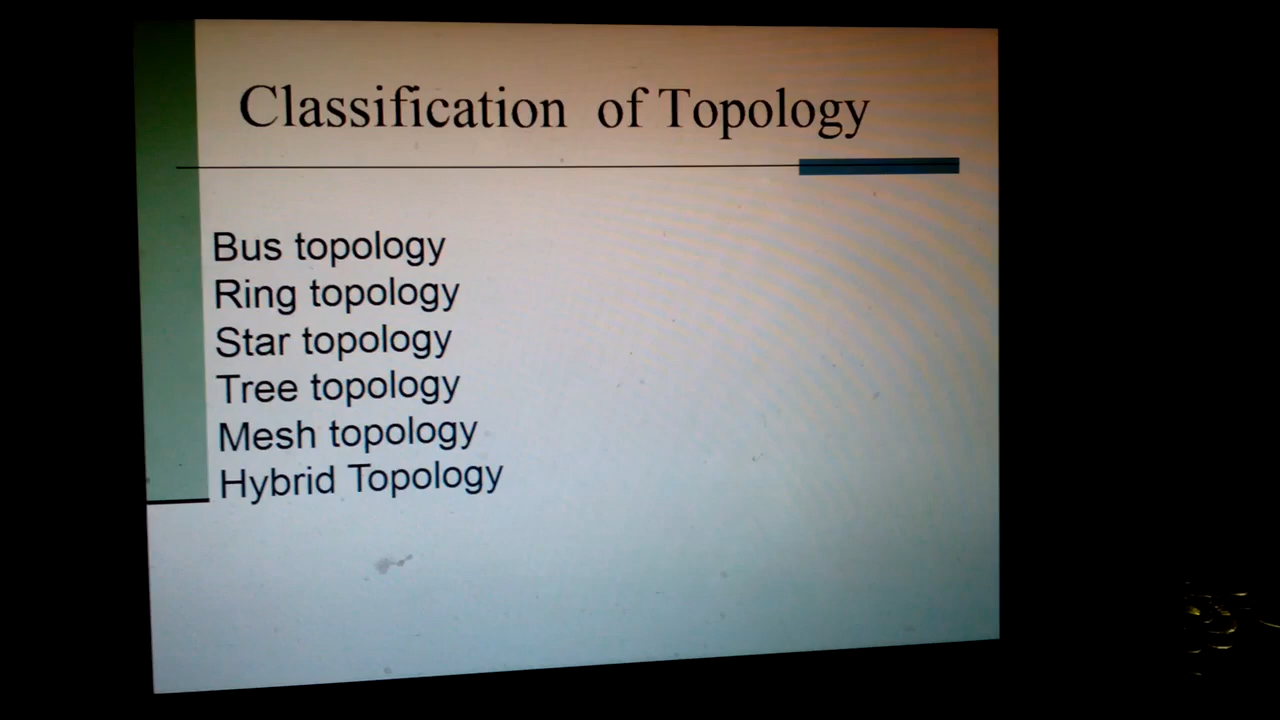 Classification of Topology
Bus topology
Ring topology
Star topology
Tree topology
Mesh topology
Hybrid Topology